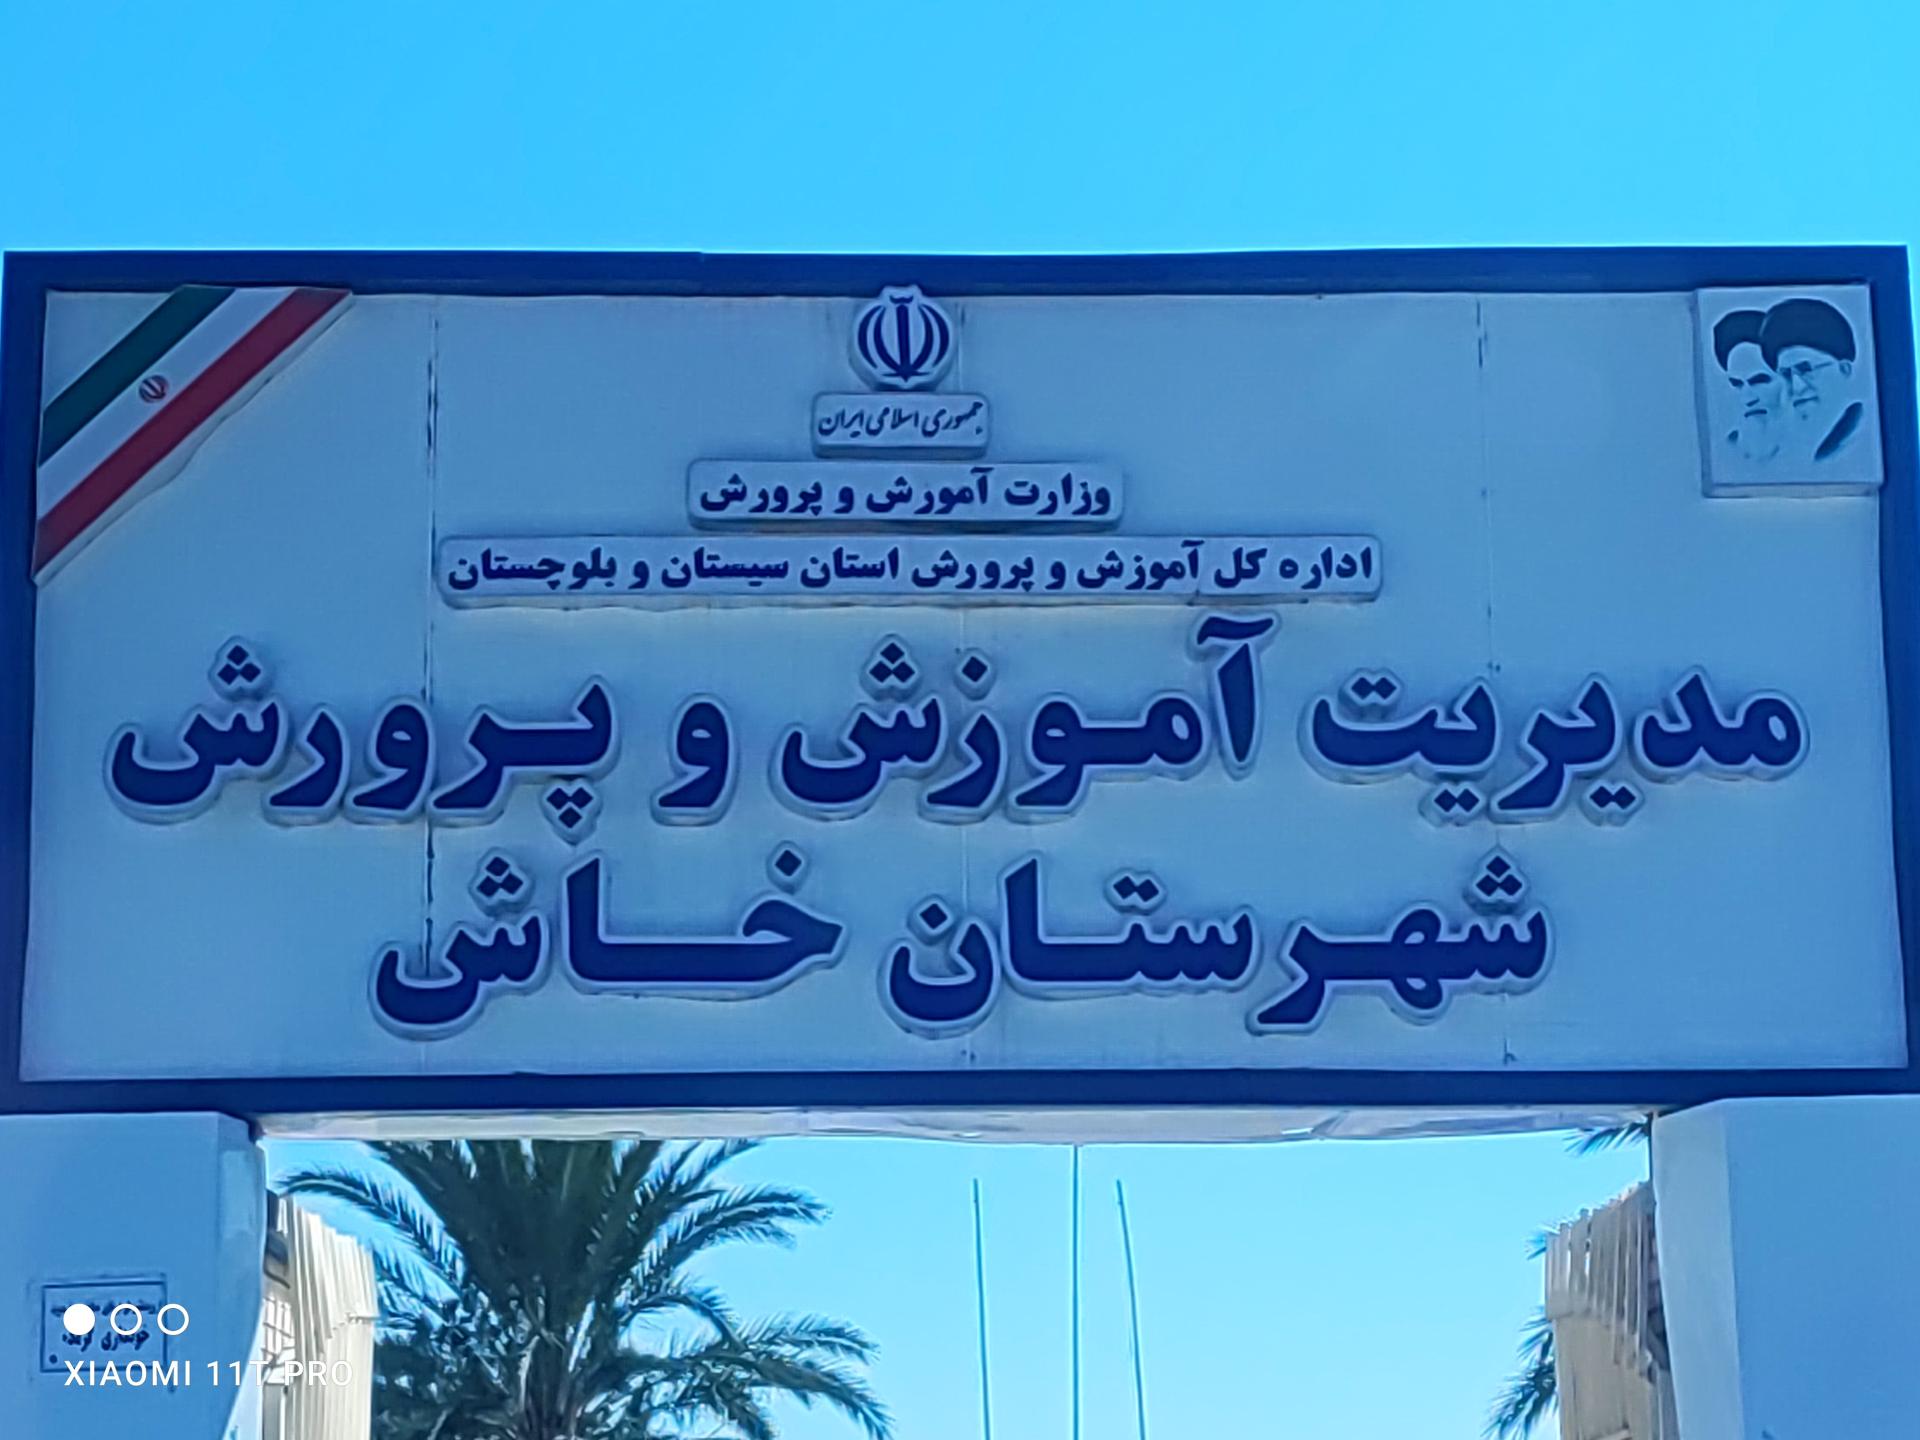 جمهوری اسلامی ایران
وزارت آمورش و پرورش
اداره کل آموزش و پرورش استان سیستان و بلوچستان
مدیریت آموزش و پرورش
شهرستان خاش
XIAOMI 11T PRO